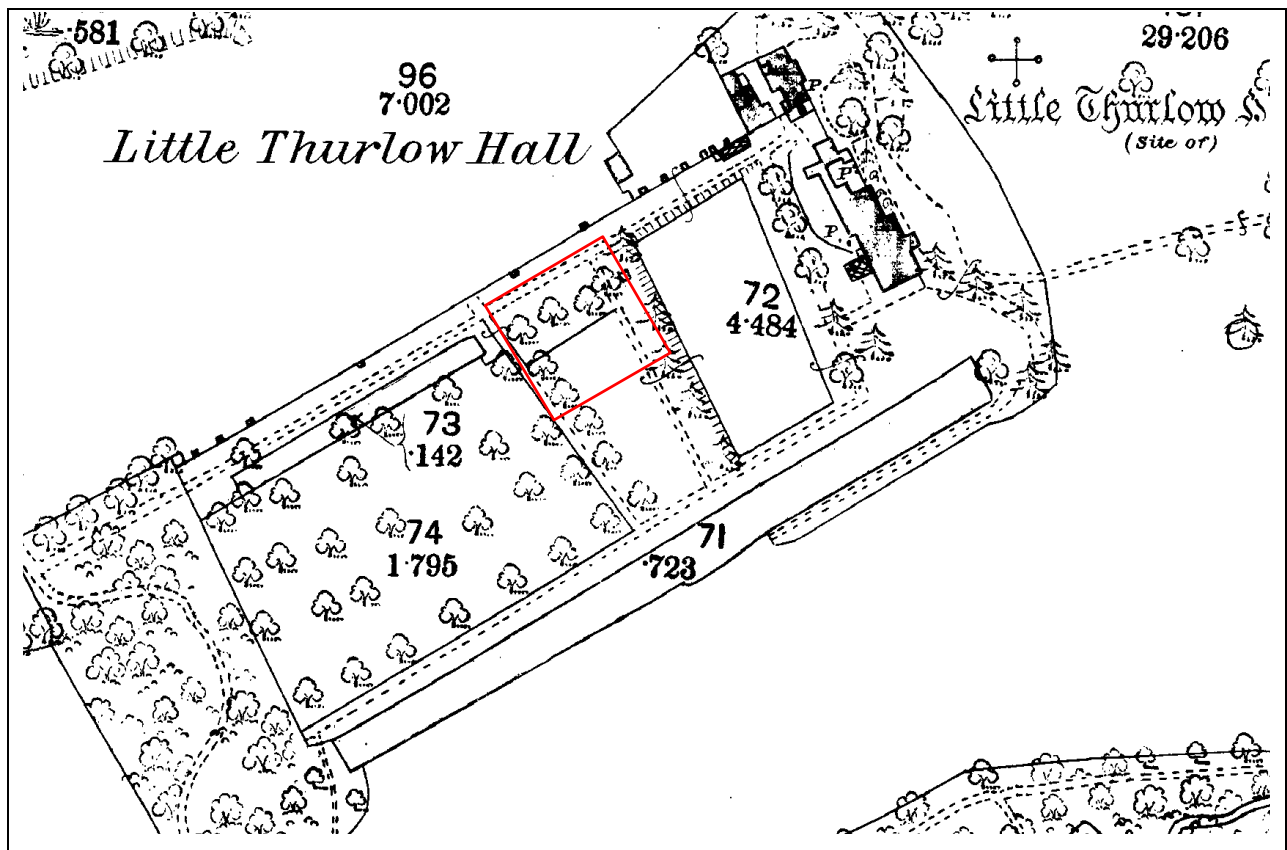 ·581
29·206
96
7·002
Little Thurlow
(Site of)
Little Thurlow Hall
P
P
P.
72
4·484
73
·142
74
1·795
71
·723